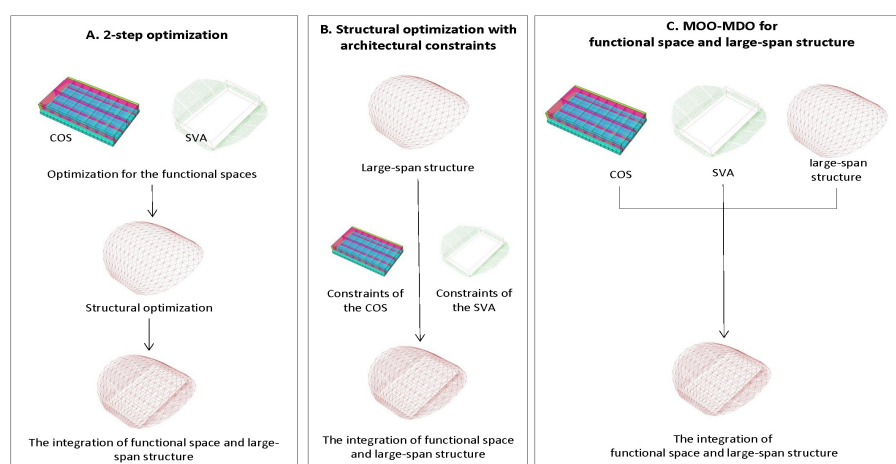 A. 2-step optimization
COS
SVA
Optimization for the functional spaces
Structural optimization
The integration of functional space and large-
span structure
B. Structural optimization with
architectural constraints
Large-span structure
Constraints of
the COS
Constraints of
the SVA
The integration of functional space
and large-span structure
C. MOO-MDO for
functional space and large-span structure
COS
SVA
large-span
structure
The integration of
functional space and large-span structure